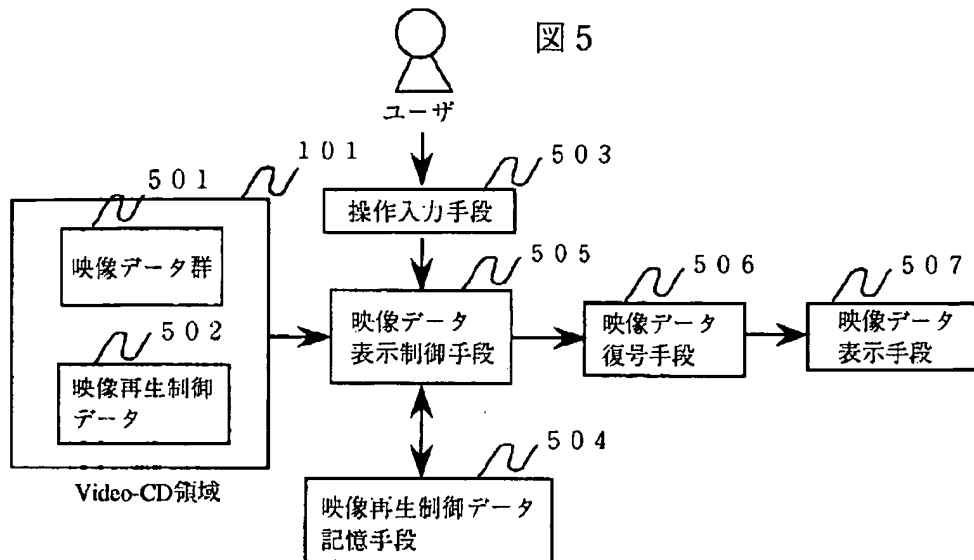 図5
ユーザ
101
501
503
操作入力手段
映像データ群
505
506
507
502
映像データ
表示制御手段
映像データ
復号手段
映像データ
表示手段
映像再生制御
データ
504
Video-CD領域
映像再生制御データ
記憶手段